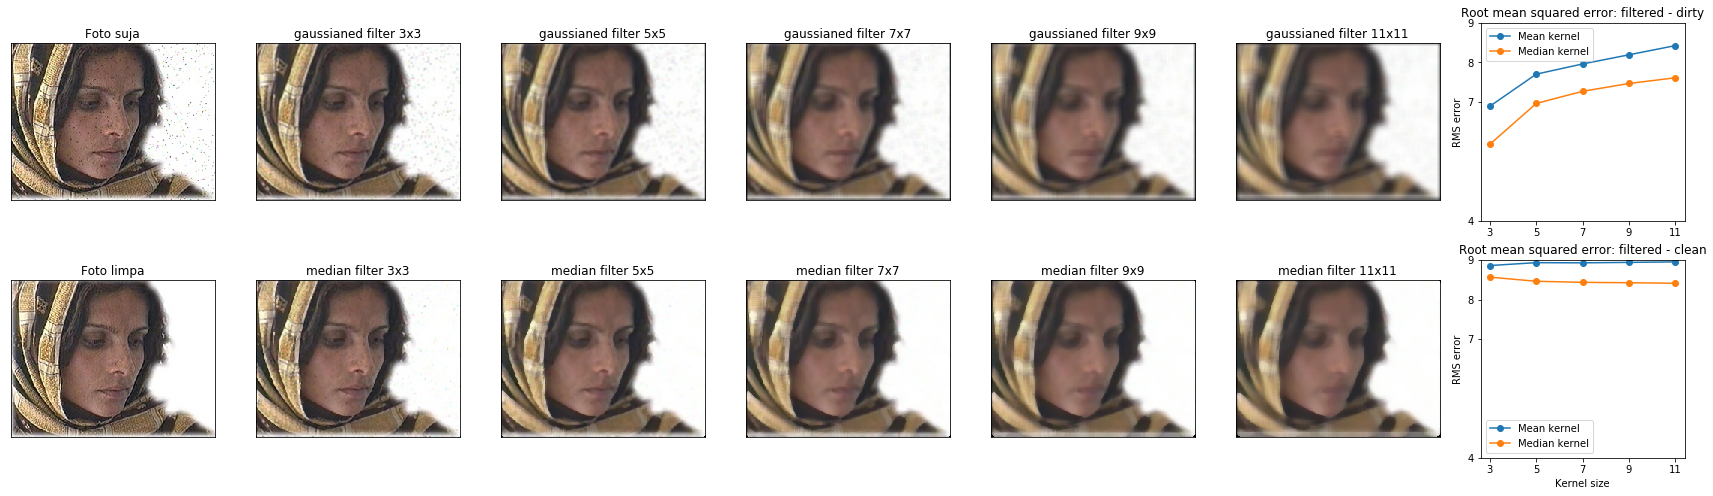 Foto suja
gaussianed filter 3x3
gaussianed filter 5x5
gaussianed filter 7x7
gaussianed filter 9x9
gaussianed filter 11x11
Root mean squared error: filtered - dirty
9
8
7
4
RMS error
Mean kernel
Median kernel
3 5 7 9 11
Foto limpa
median filter 3x3
median filter 5x5
median filter 7x7
median filter 9x9
median filter 11x11
Root mean squared error: filtered - clean
9
8
7
4
RMS error
Mean kernel
Median kernel
3 5 7 9 11
Kernel size